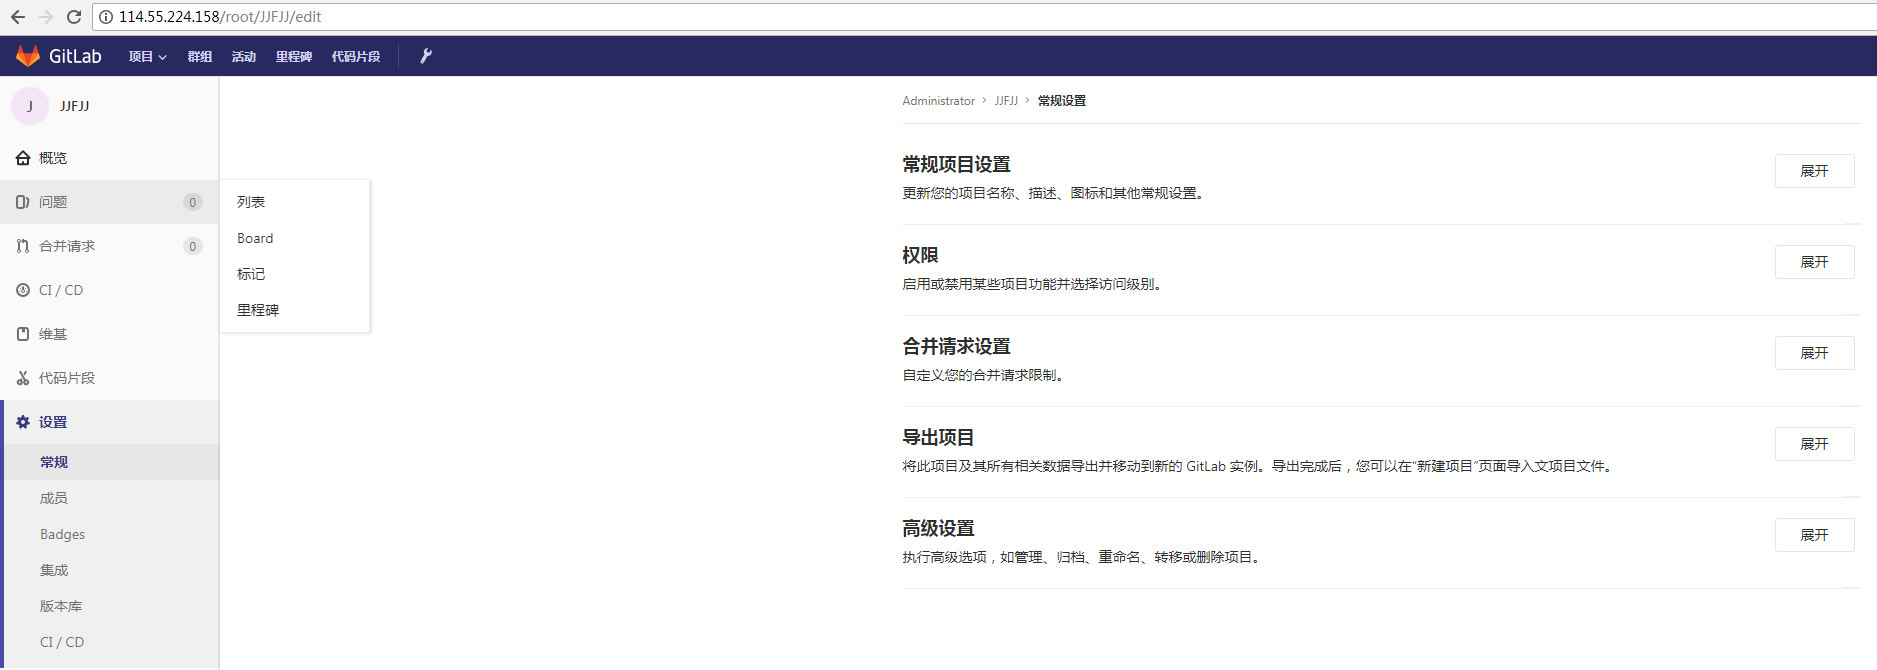 114.55.224.158/root/JJFJJ/edit
GitLab 项目 群组 活动 里程碑 代码片段
J JJFJJ
概览
问题 0
合并请求 0
CI / CD
维基
代码片段
设置
常规
成员
Badges
集成
版本库
CI / CD
列表
Board
标记
里程碑
Administrator › JJFJJ › 常规设置
常规项目设置
展开
更新您的项目名称、描述、图标和其他常规设置。
权限
展开
启用或禁用某些项目功能并选择访问级别。
合并请求设置
展开
自定义您的合并请求限制。
导出项目
展开
将此项目及其所有相关数据导出并移动到新的 GitLab 实例。导出完成后，您可以在“新建项目”页面导入文项目文件。
高级设置
展开
执行高级选项，如管理、归档、重命名、转移或删除项目。